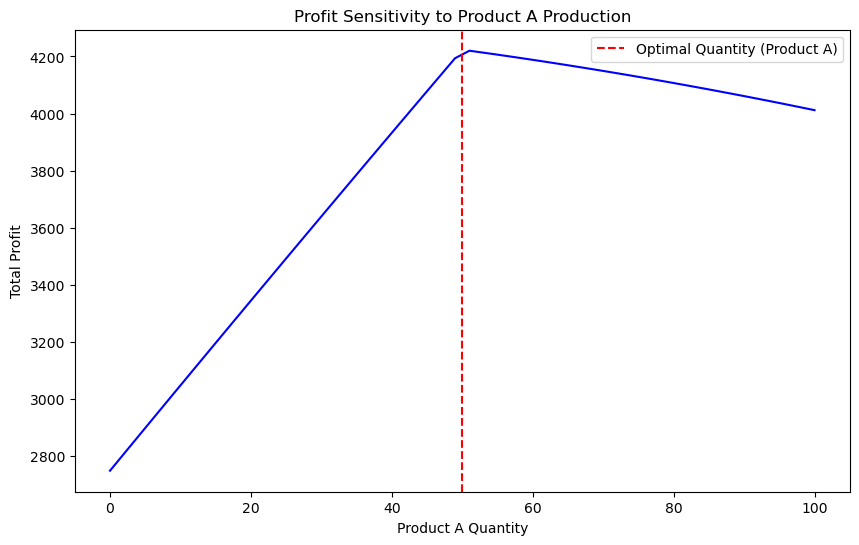 Profit Sensitivity to Product A Production
Optimal Quantity (Product A)
4200
4000
3800
3600
3400
3200
3000
2800
Total Profit
0 20 40 60 80 100
Product A Quantity